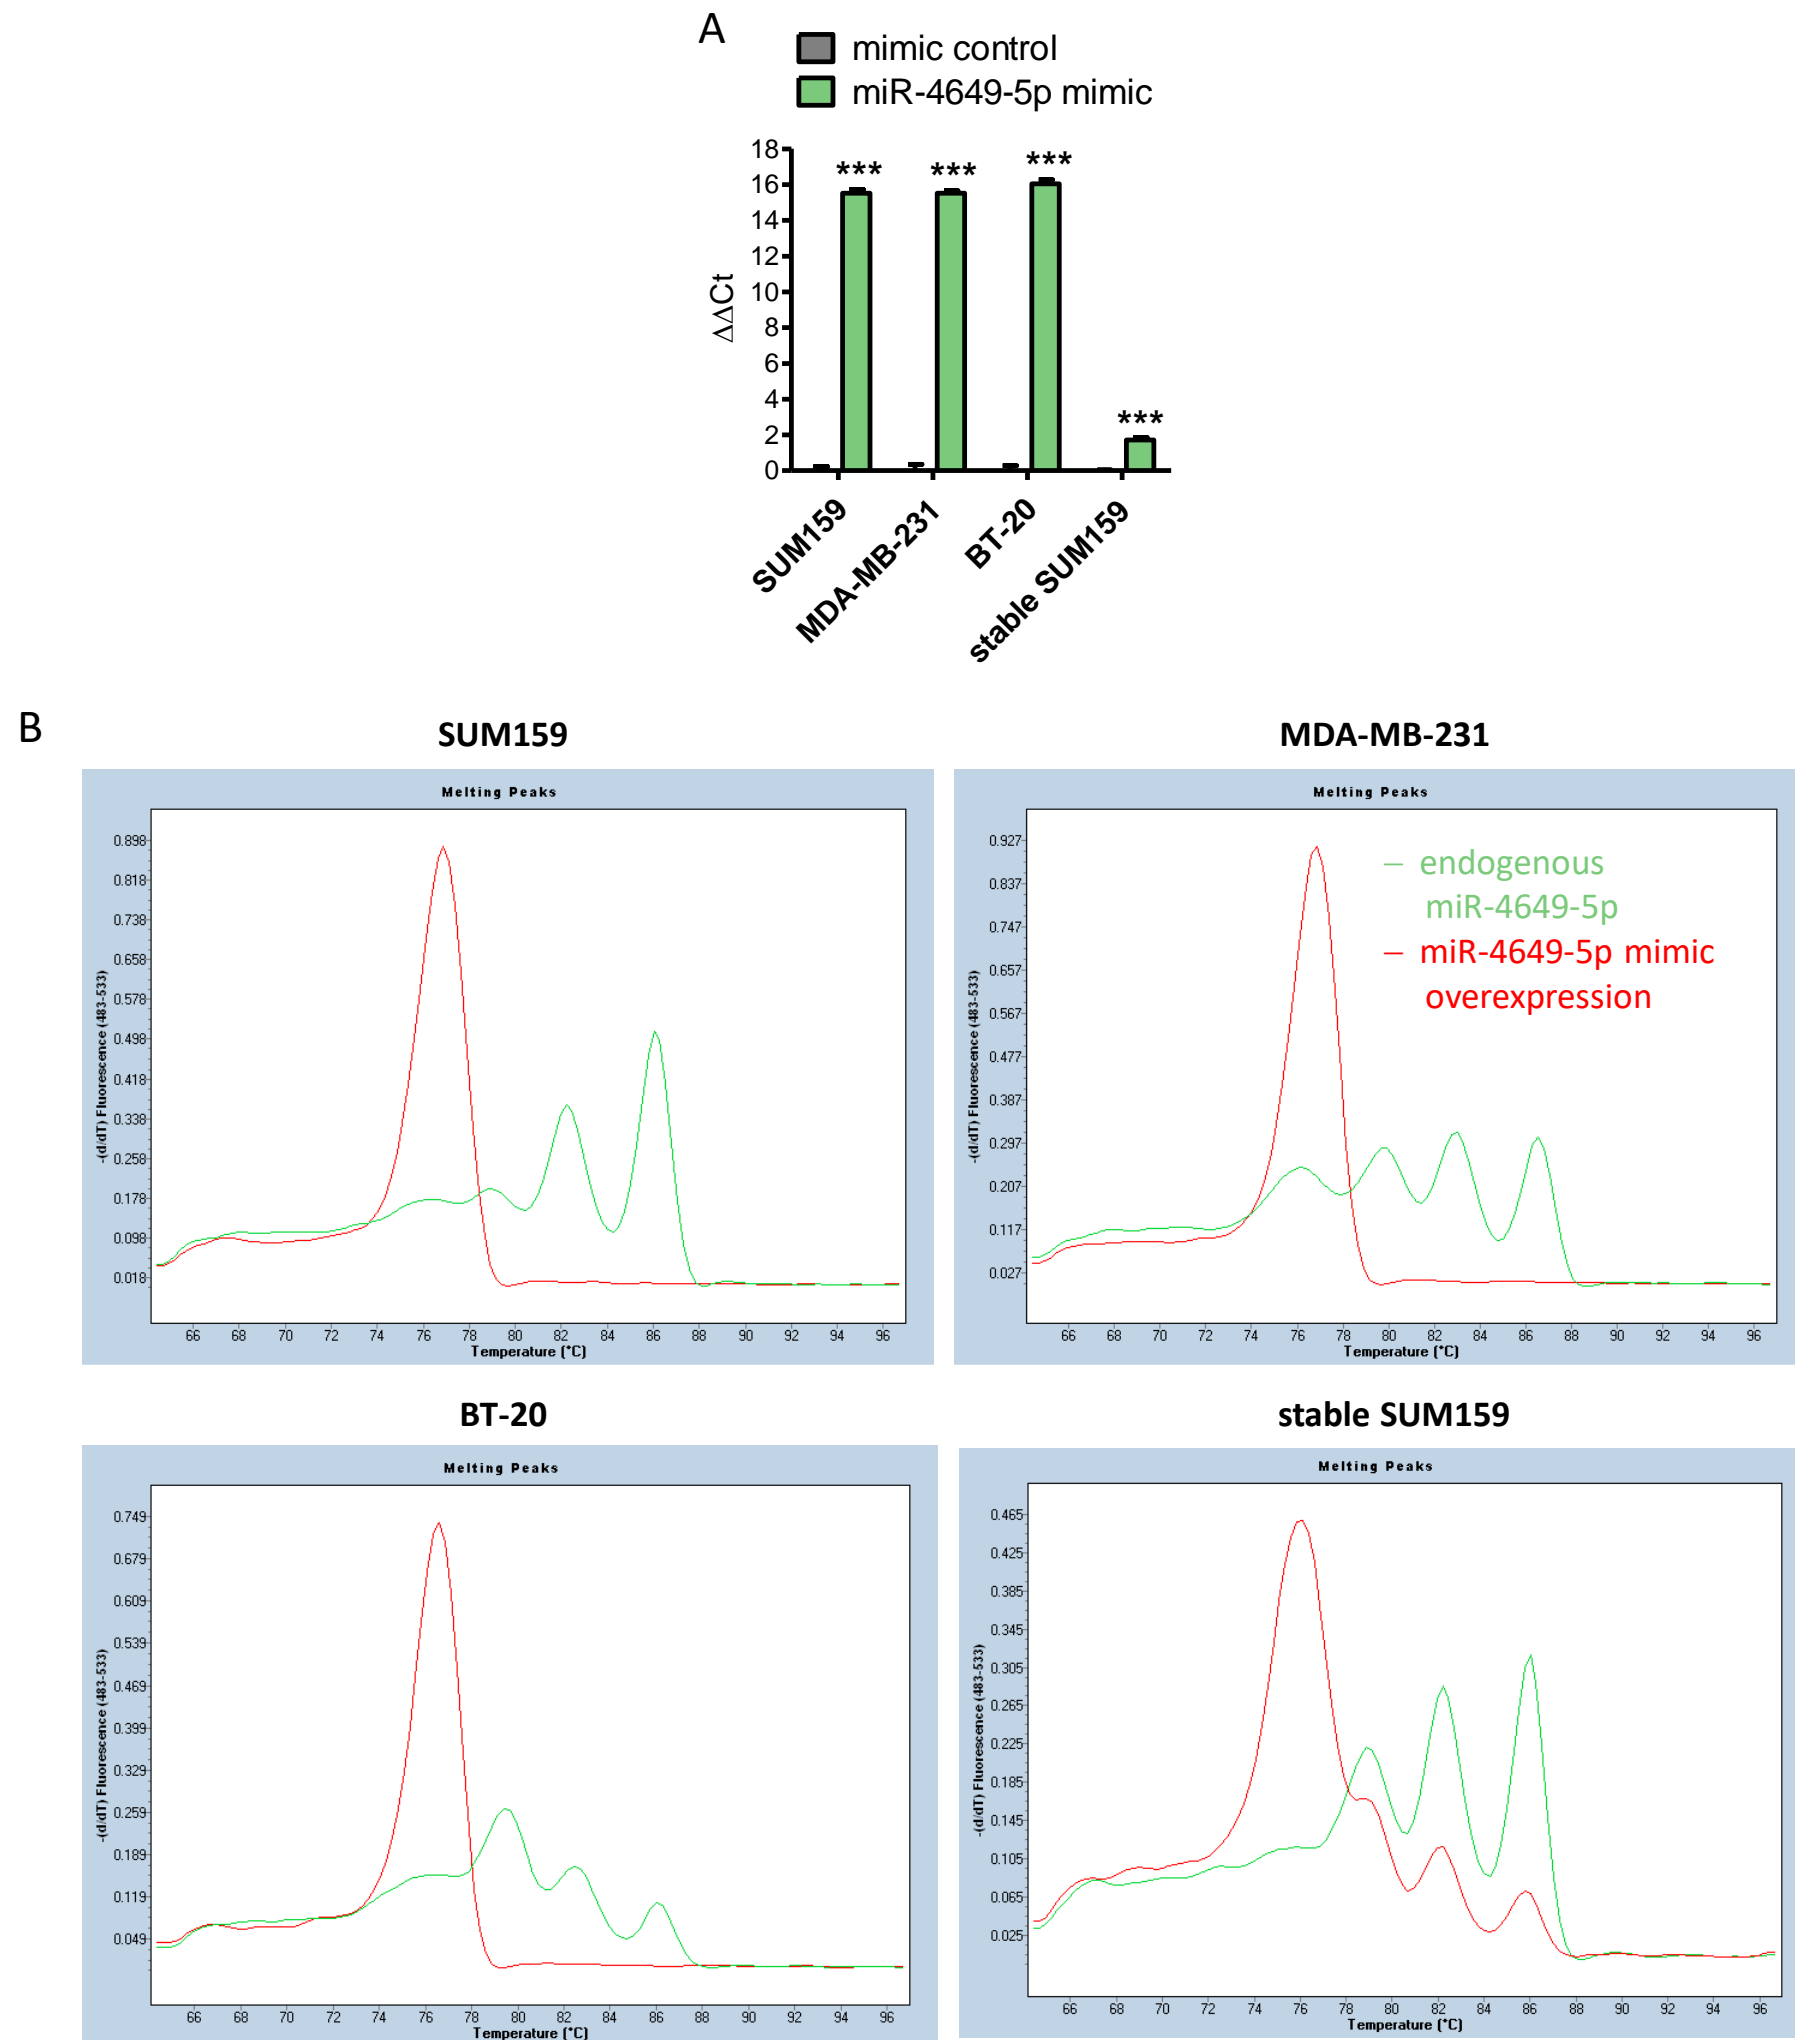 A
mimic control
miR-4649-5p mimic
18
16
14
12
10
8
6
4
2
0
ΔΔCt
*** *** *** ***
SUM159
MDA-MB-231
BT-20
stable SUM159
B
SUM159
Melting Peaks
0.898
0.818
0.738
0.658
0.578
0.498
0.418
0.338
0.258
0.178
0.098
0.018
-(d/dT) Fluorescence (483-533)
66 68 70 72 74 76 78 80 82 84 86 88 90 92 94 96
Temperature (°C)
MDA-MB-231
Melting Peaks
0.927
0.837
0.747
0.657
0.567
0.477
0.387
0.297
0.207
0.117
0.027
-(d/dT) Fluorescence (483-533)
– endogenous
miR-4649-5p
– miR-4649-5p mimic
overexpression
66 68 70 72 74 76 78 80 82 84 86 88 90 92 94 96
Temperature (°C)
BT-20
Melting Peaks
0.749
0.679
0.609
0.539
0.469
0.399
0.329
0.259
0.189
0.119
0.049
-(d/dT) Fluorescence (483-533)
66 68 70 72 74 76 78 80 82 84 86 88 90 92 94 96
Temperature (°C)
stable SUM159
Melting Peaks
0.465
0.425
0.385
0.345
0.305
0.265
0.225
0.185
0.145
0.105
0.065
0.025
-(d/dT) Fluorescence (483-533)
66 68 70 72 74 76 78 80 82 84 86 88 90 92 94 96
Temperature (°C)